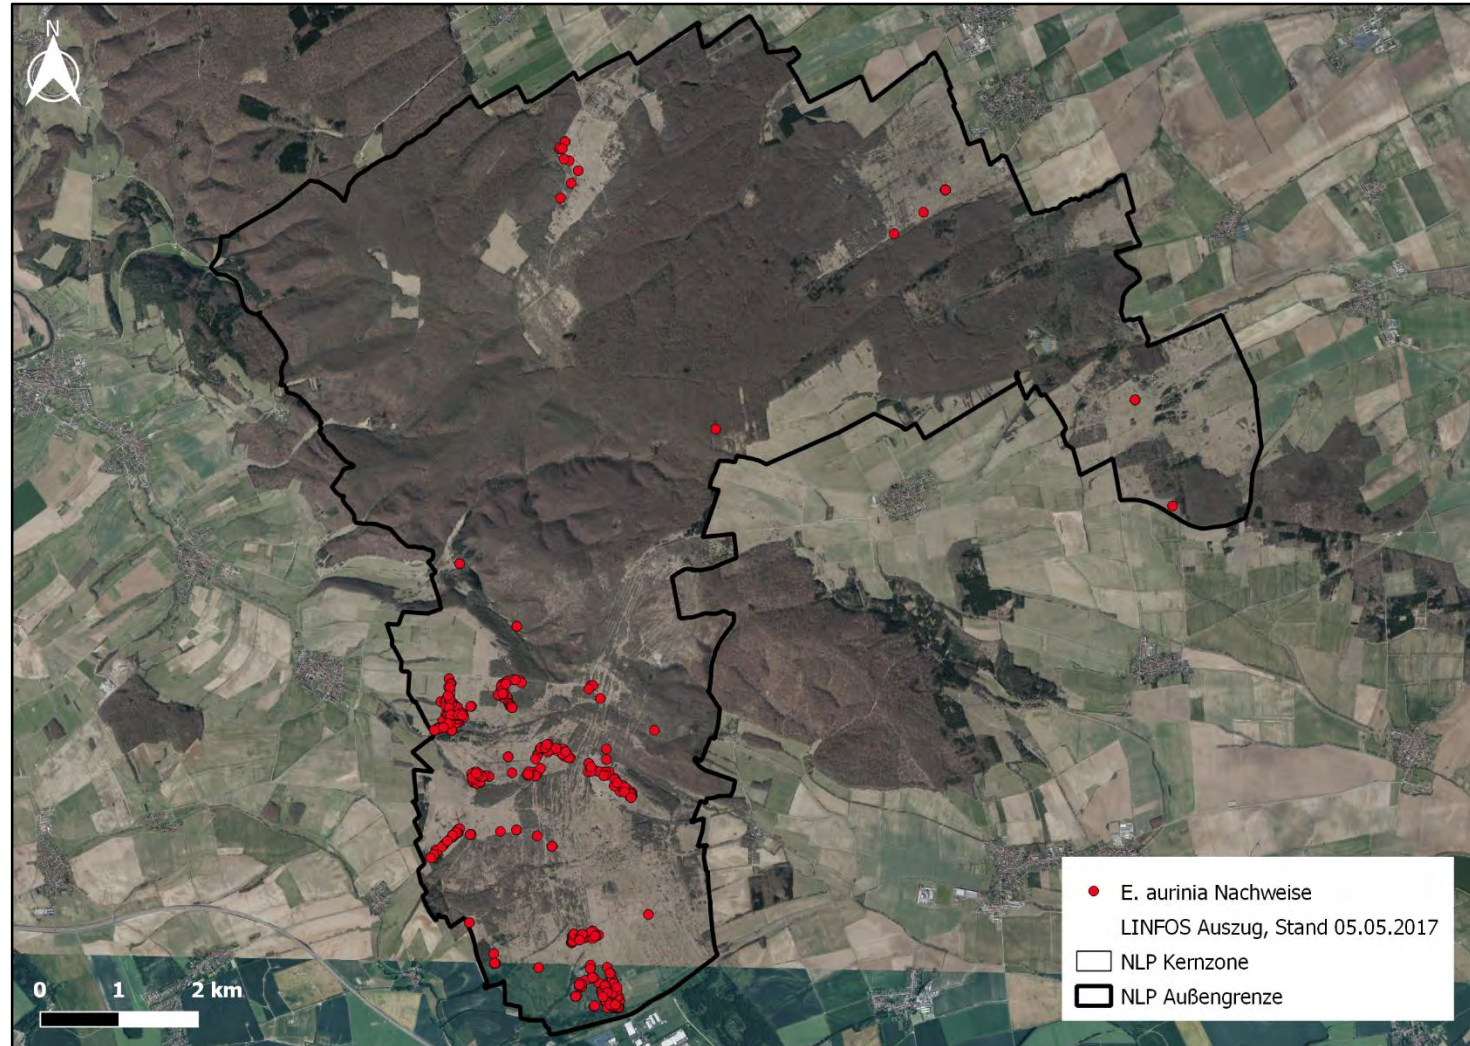 N
E. aurinia Nachweise
LINFOS Auszug, Stand 05.05.2017
NLP Kernzone
NLP Außengrenze
0 1 2 km